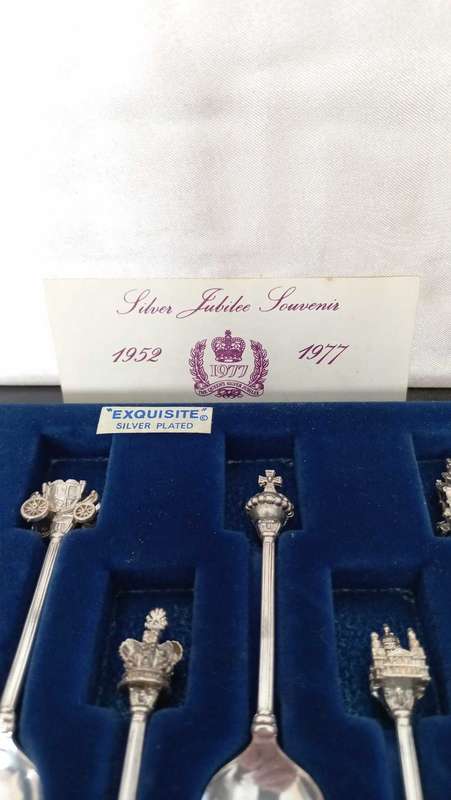 Silver Jubilee Souvenir
1952 1977
1977
THE QUEEN'S SILVER JUBILEE
"EXQUISITE"©
SILVER PLATED